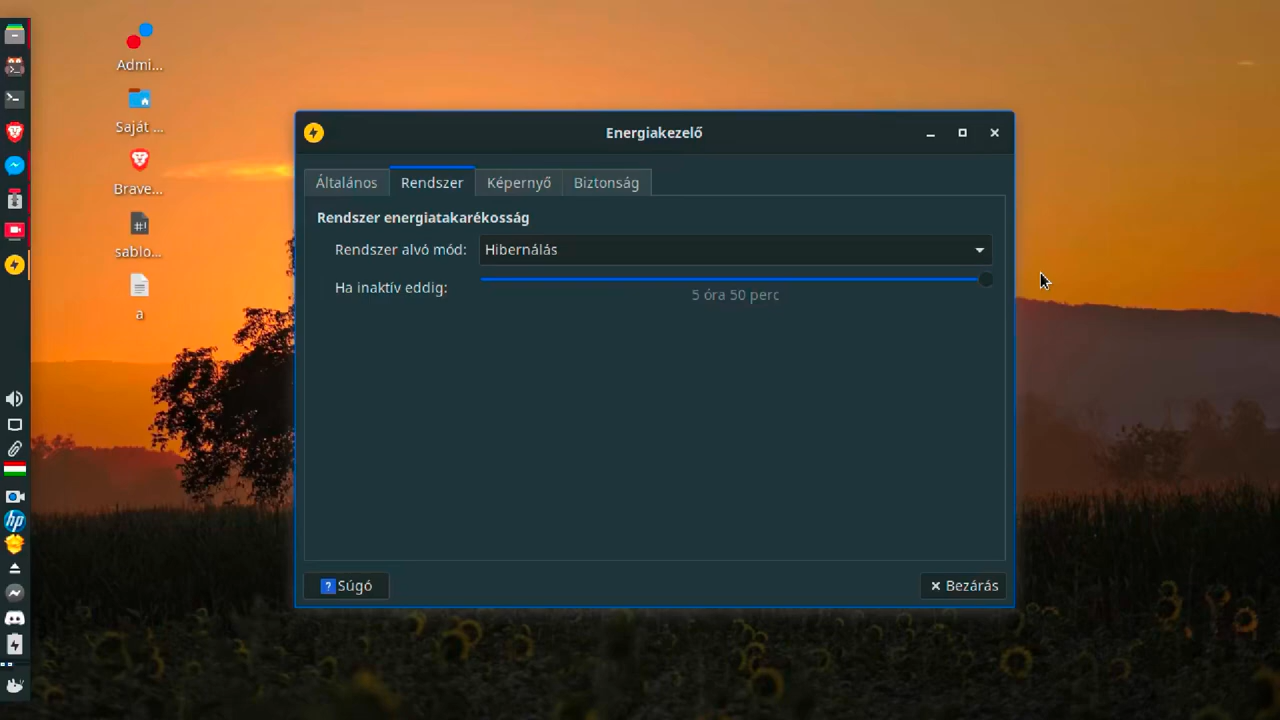 Admi...
Saját ...
Brave...
sablo...
a
Energiakezelő
Általános
Rendszer
Képernyő
Biztonság
Rendszer energiatakarékosság
Rendszer alvó mód:
Hibernálás
Ha inaktív eddig:
5 óra 50 perc
? Súgó
Bezárás
hp
#!